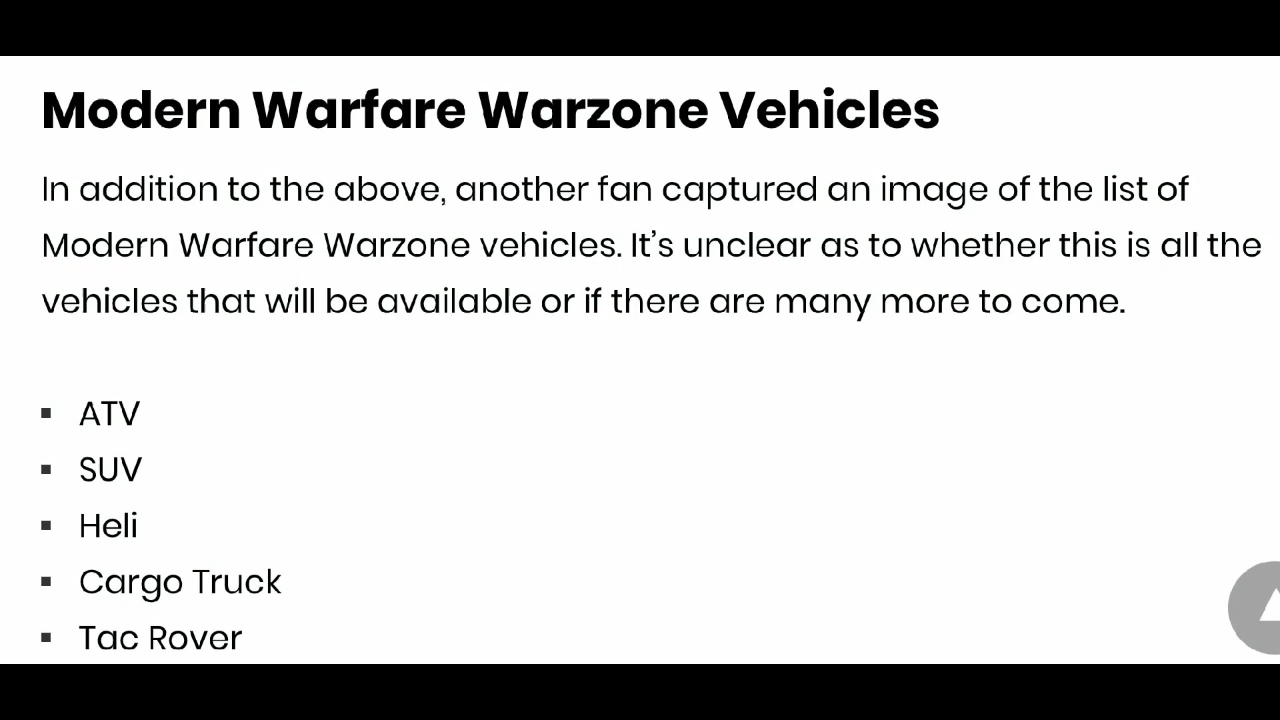 Modern Warfare Warzone Vehicles
In addition to the above, another fan captured an image of the list of
Modern Warfare Warzone vehicles. It’s unclear as to whether this is all the
vehicles that will be available or if there are many more to come.
▪ ATV
▪ SUV
▪ Heli
▪ Cargo Truck
▪ Tac Rover